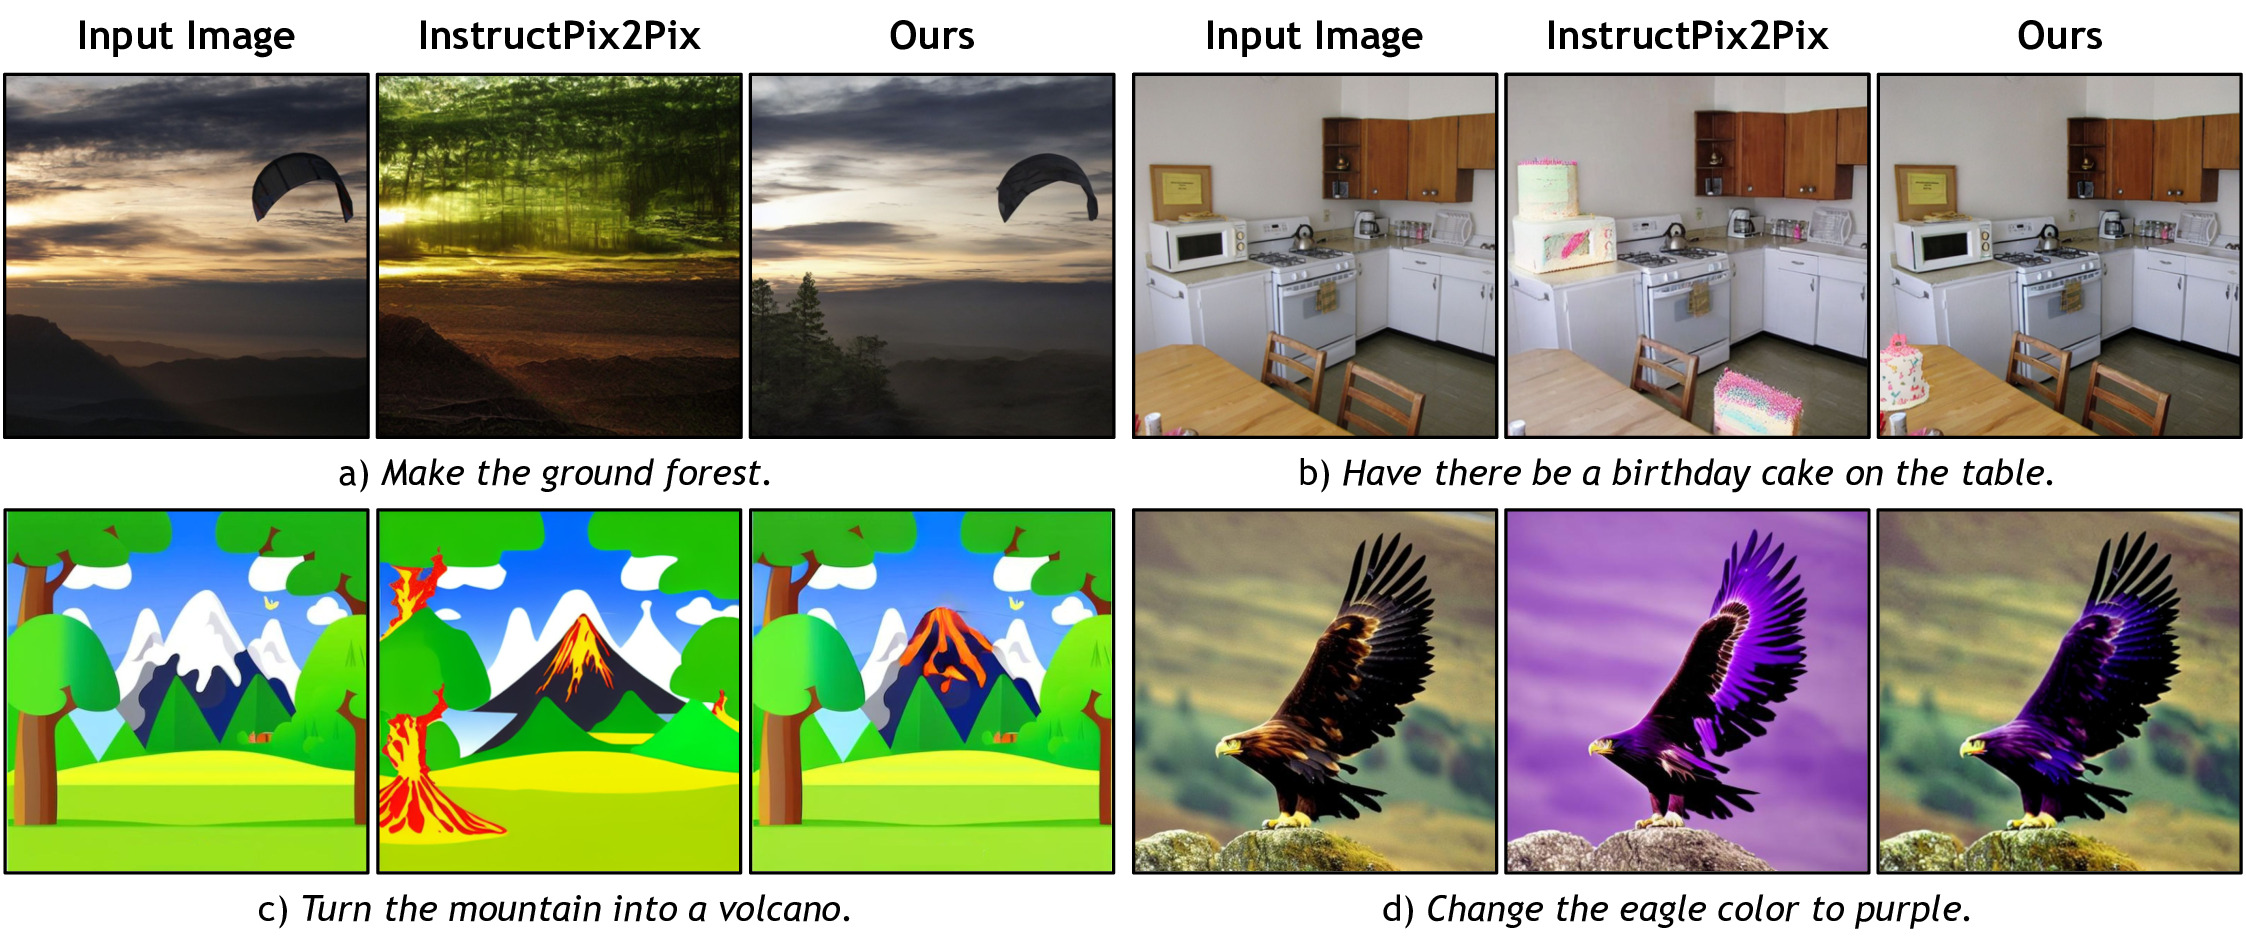 Input Image InstructPix2Pix Ours Input Image InstructPix2Pix Ours
a) Make the ground forest. b) Have there be a birthday cake on the table.
c) Turn the mountain into a volcano. d) Change the eagle color to purple.